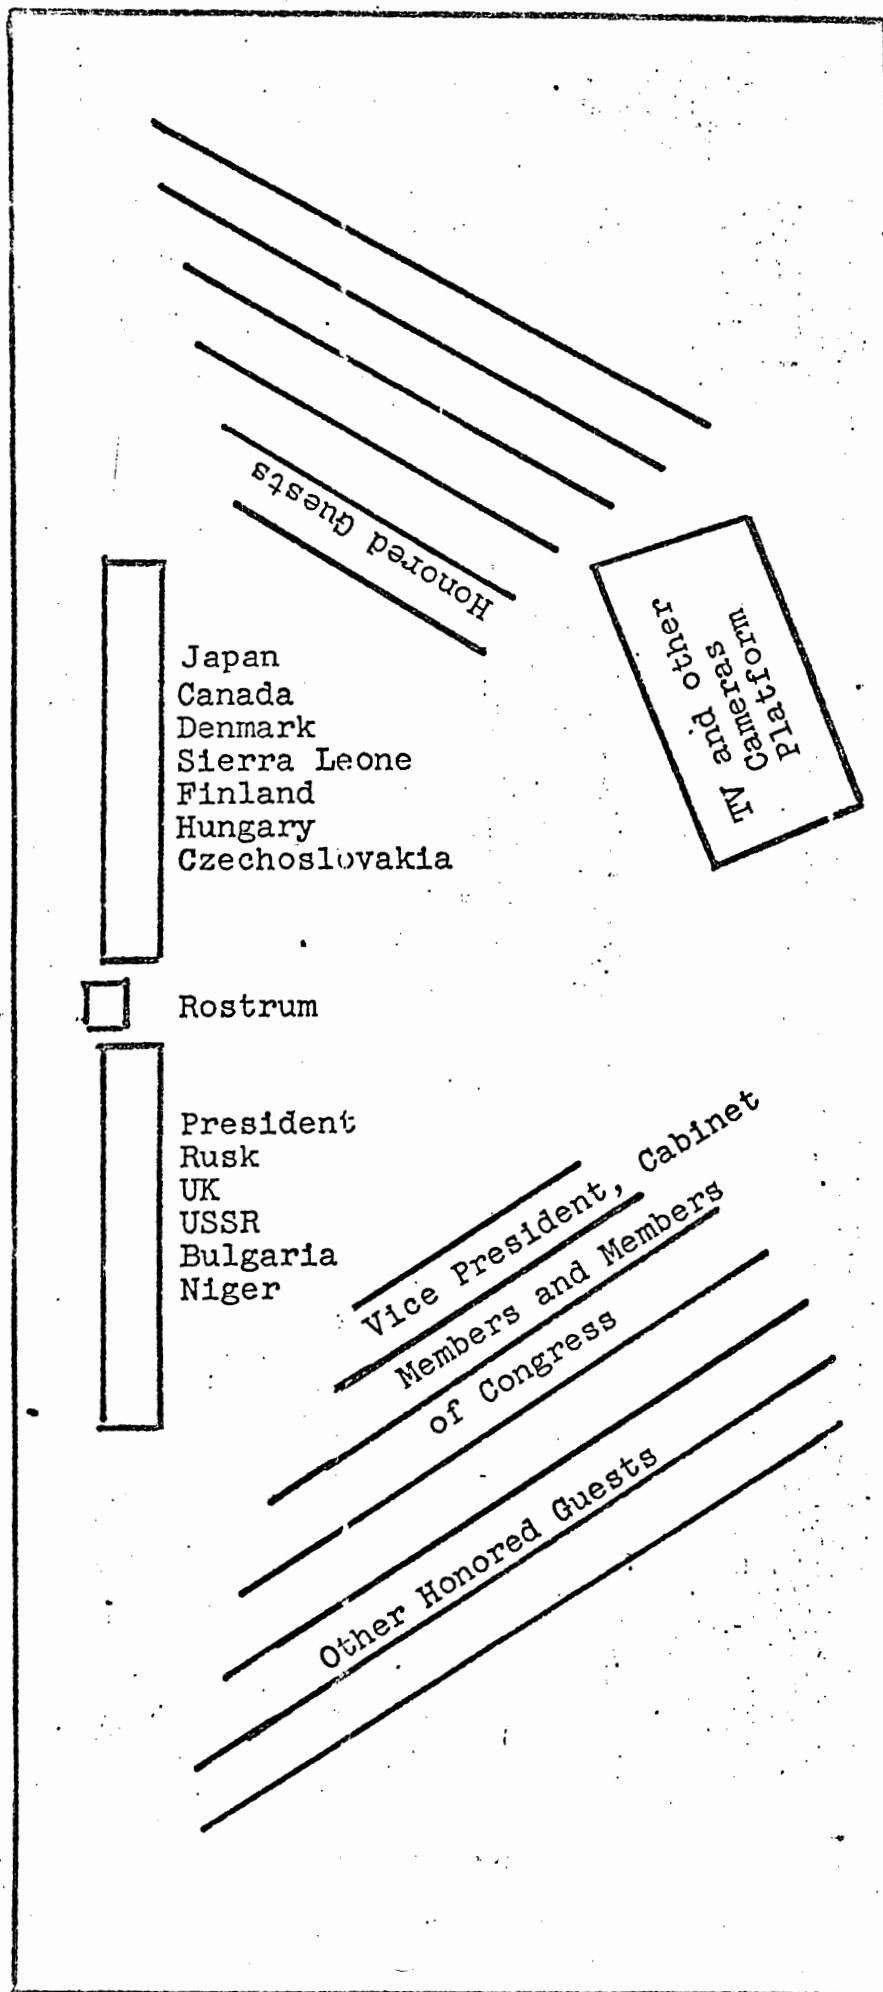 Honored Guests
TV and other
Cameras
Platform
Japan
Canada
Denmark
Sierra Leone
Finland
Hungary
Czechoslovakia
Rostrum
President
Rusk
UK
USSR
Bulgaria
Niger
Vice President, Cabinet
Members and Members
of Congress
Other Honored Guests